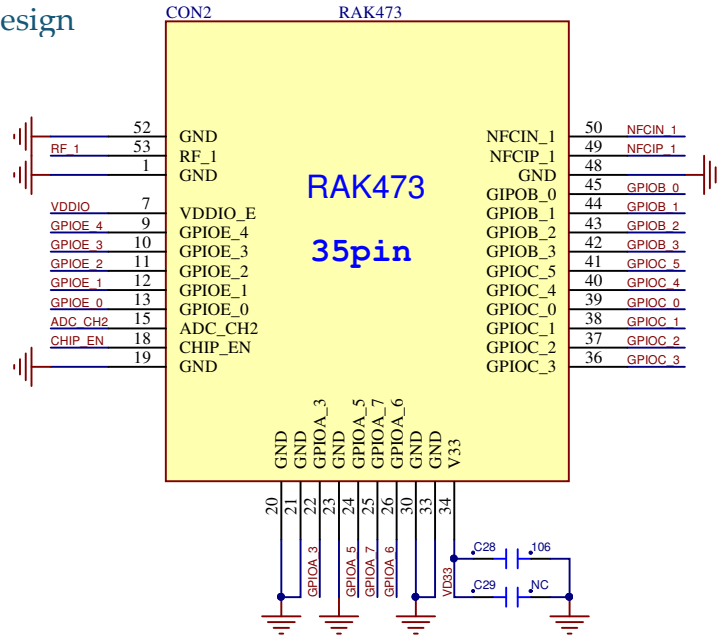 esign
CON2 RAK473
52 GND
RF_1 53 RF_1
1 GND
VDDIO 7 VDDIO_E
GPIOE_4 9 GPIOE_4
GPIOE_3 10 GPIOE_3
GPIOE_2 11 GPIOE_2
GPIOE_1 12 GPIOE_1
GPIOE_0 13 GPIOE_0
ADC_CH2 15 ADC_CH2
CHIP_EN 18 CHIP_EN
19 GND
RAK473
35pin
NFCIN_1 50 NFCIN_1
NFCIP_1 49 NFCIP_1
GND 48
GIPOB_0 45 GPIOB_0
GPIOB_1 44 GPIOB_1
GPIOB_2 43 GPIOB_2
GPIOB_3 42 GPIOB_3
GPIOC_5 41 GPIOC_5
GPIOC_4 40 GPIOC_4
GPIOC_0 39 GPIOC_0
GPIOC_1 38 GPIOC_1
GPIOC_2 37 GPIOC_2
GPIOC_3 36 GPIOC_3
GND 20
GND 21
GPIOA_3 22 GPIOA_3
GND 23
GPIOA_5 24 GPIOA_5
GPIOA_7 25 GPIOA_7
GPIOA_6 26 GPIOA_6
GND 30
GND 33
V33 34 VD33
C28 106
C29 NC